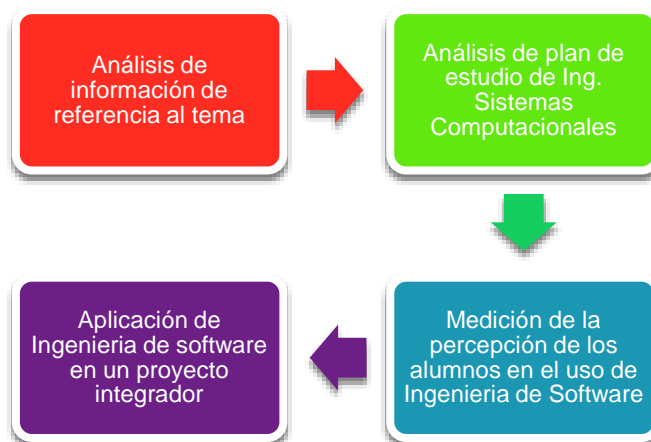 Análisis de
información de
referencia al tema
Análisis de plan de
estudio de Ing.
Sistemas
Computacionales
Medición de la
percepción de los
alumnos en el uso de
Ingenieria de Software
Aplicación de
Ingenieria de software
en un proyecto
integrador